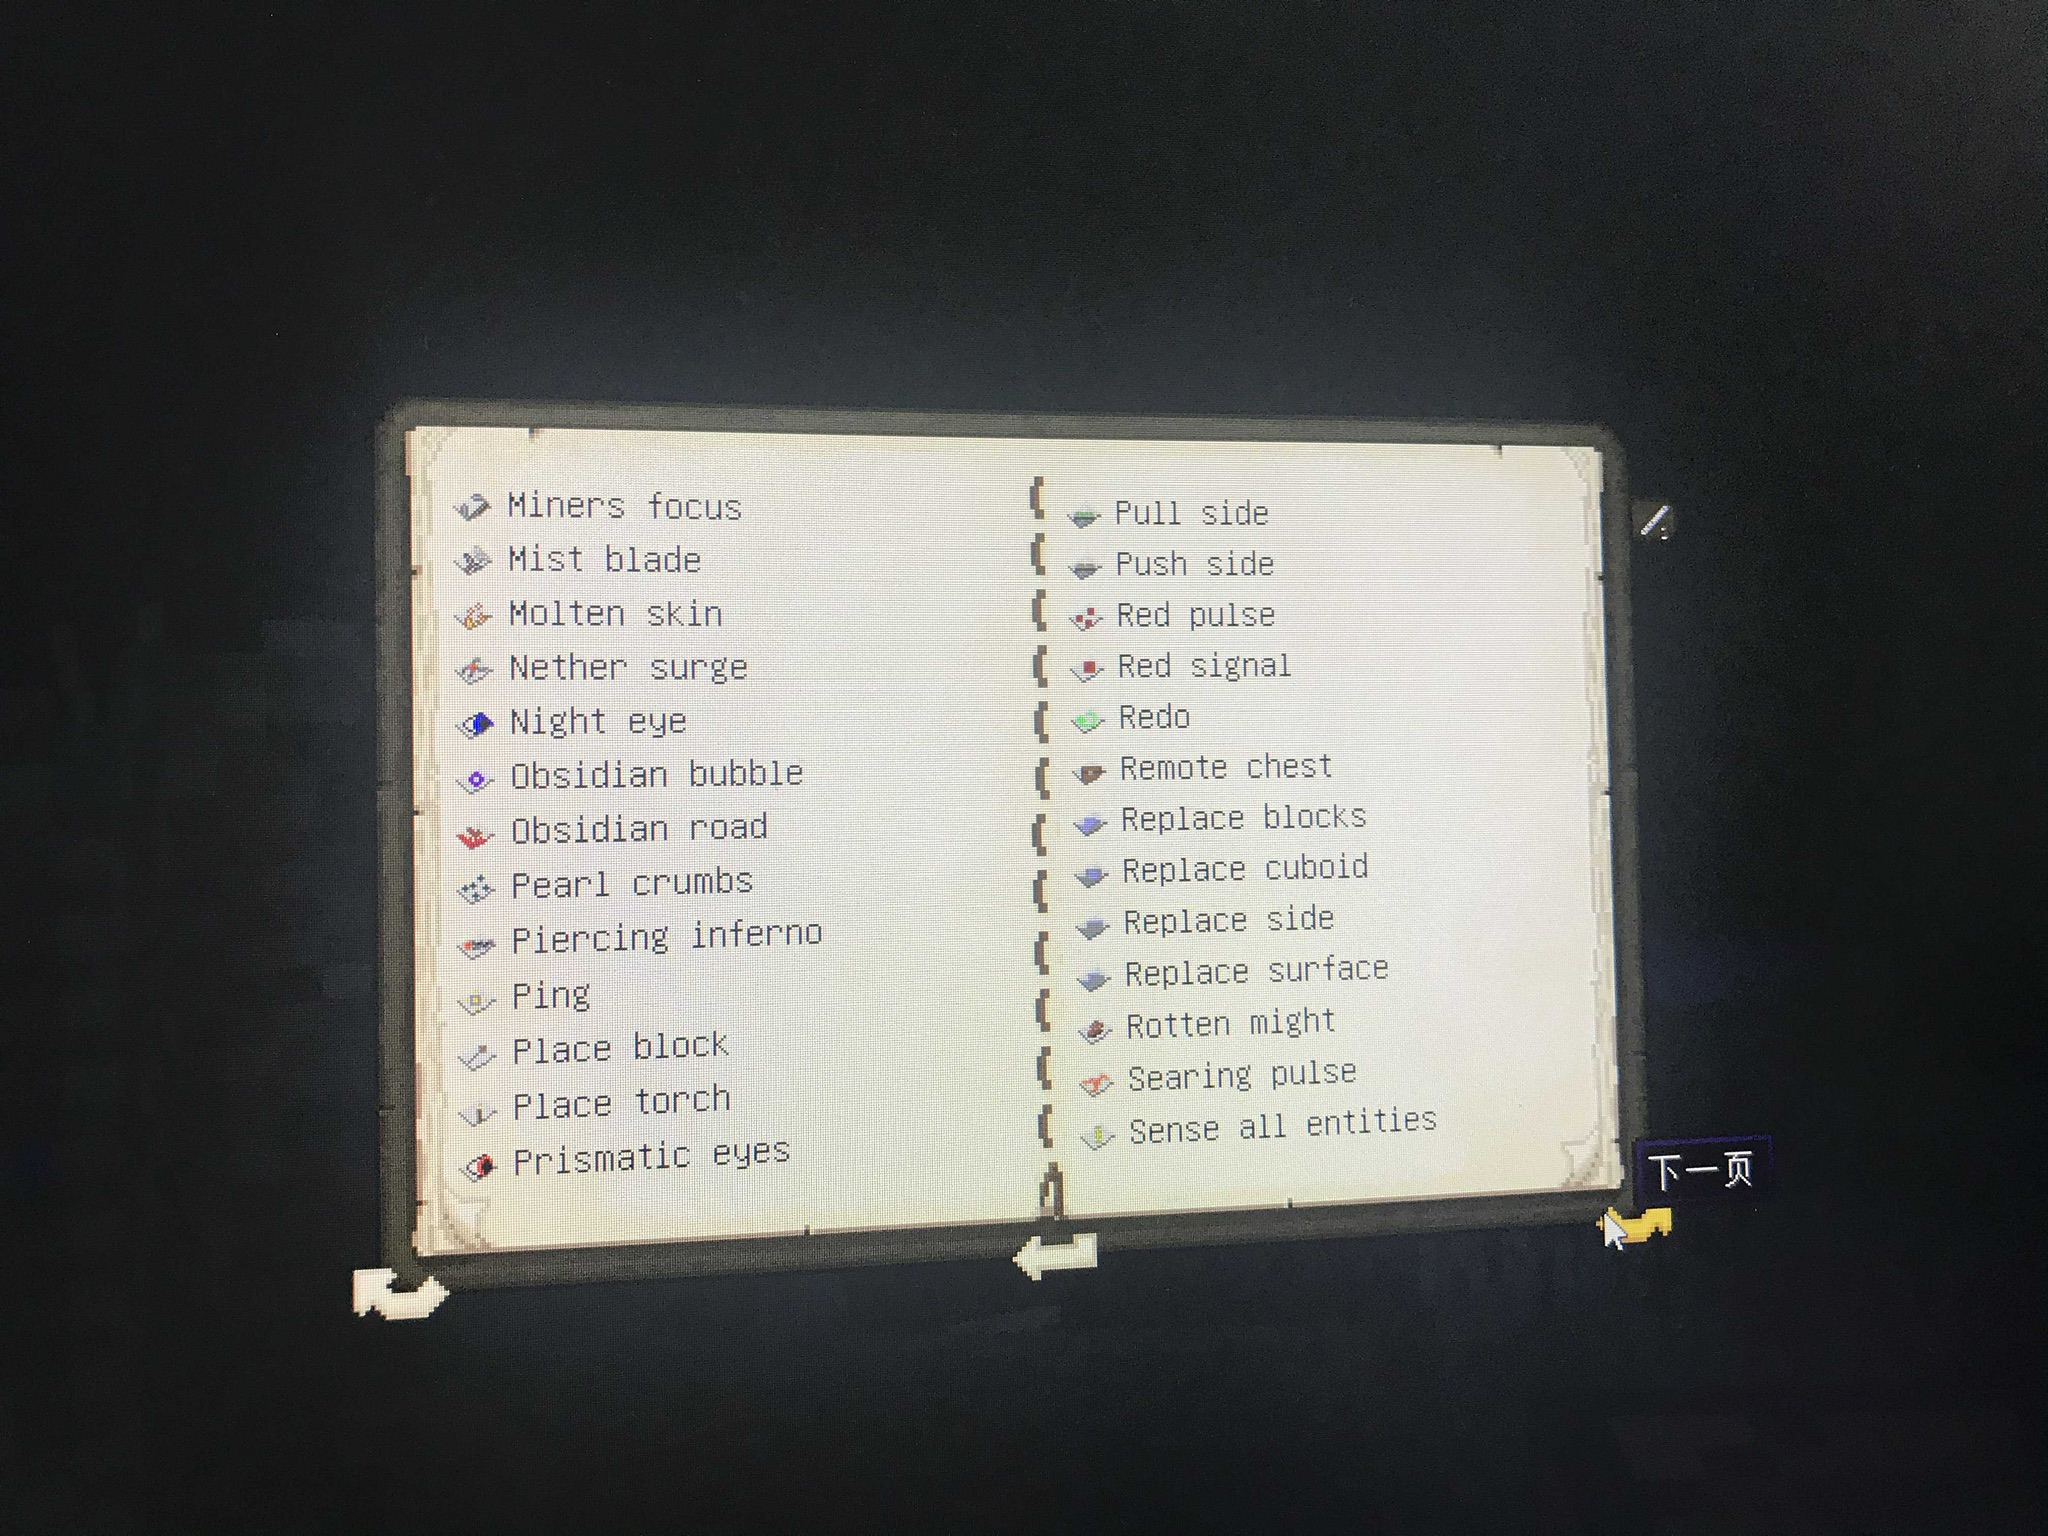 Miners focus
Mist blade
Molten skin
Nether surge
Night eye
Obsidian bubble
Obsidian road
Pearl crumbs
Piercing inferno
Ping
Place block
Place torch
Prismatic eyes
Pull side
Push side
Red pulse
Red signal
Redo
Remote chest
Replace blocks
Replace cuboid
Replace side
Replace surface
Rotten might
Searing pulse
Sense all entities
下一页